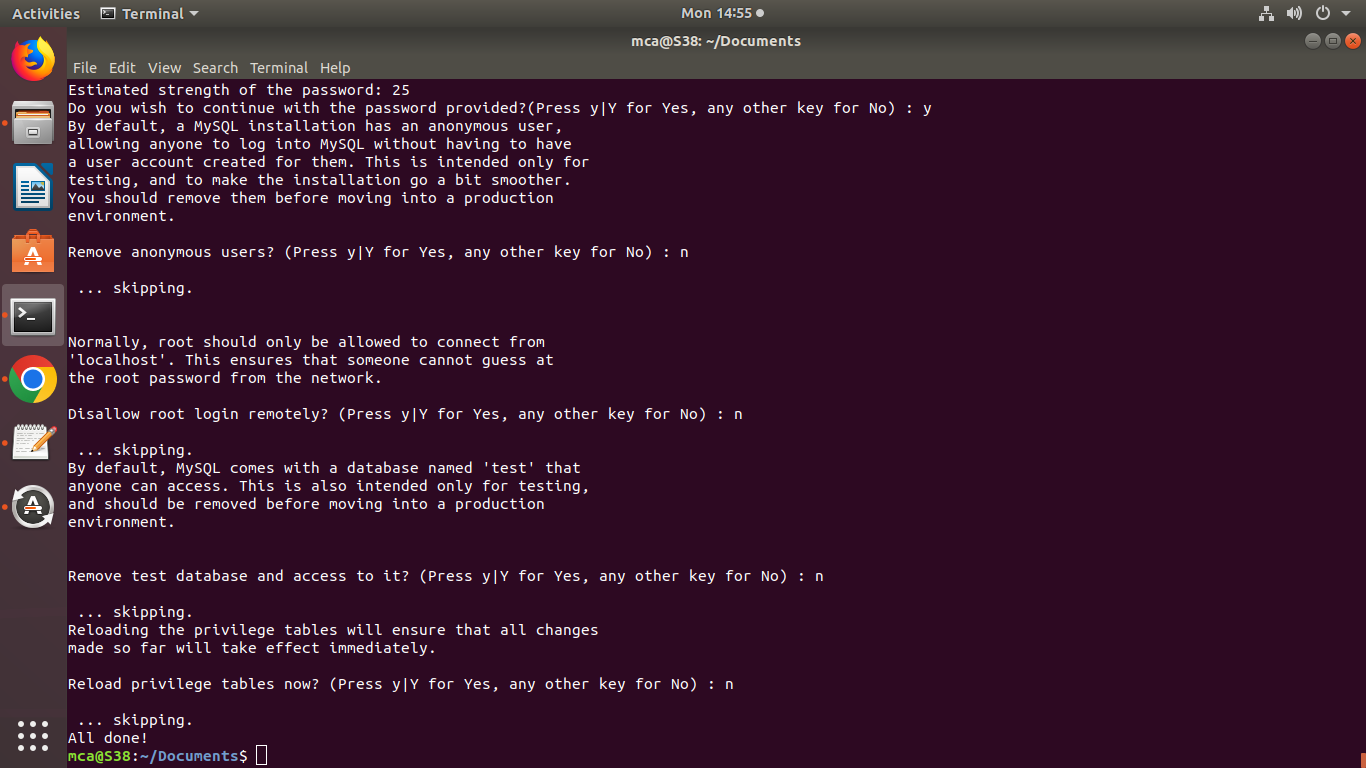 Activities Terminal Mon 14:55
mca@S38: ~/Documents
File Edit View Search Terminal Help
Estimated strength of the password: 25
Do you wish to continue with the password provided?(Press y|Y for Yes, any other key for No) : y
By default, a MySQL installation has an anonymous user,
allowing anyone to log into MySQL without having to have
a user account created for them. This is intended only for
testing, and to make the installation go a bit smoother.
You should remove them before moving into a production
environment.
Remove anonymous users? (Press y|Y for Yes, any other key for No) : n
... skipping.
Normally, root should only be allowed to connect from
'localhost'. This ensures that someone cannot guess at
the root password from the network.
Disallow root login remotely? (Press y|Y for Yes, any other key for No) : n
... skipping.
By default, MySQL comes with a database named 'test' that
anyone can access. This is also intended only for testing,
and should be removed before moving into a production
environment.
Remove test database and access to it? (Press y|Y for Yes, any other key for No) : n
... skipping.
Reloading the privilege tables will ensure that all changes
made so far will take effect immediately.
Reload privilege tables now? (Press y|Y for Yes, any other key for No) : n
... skipping.
All done!
mca@S38:~/Documents$